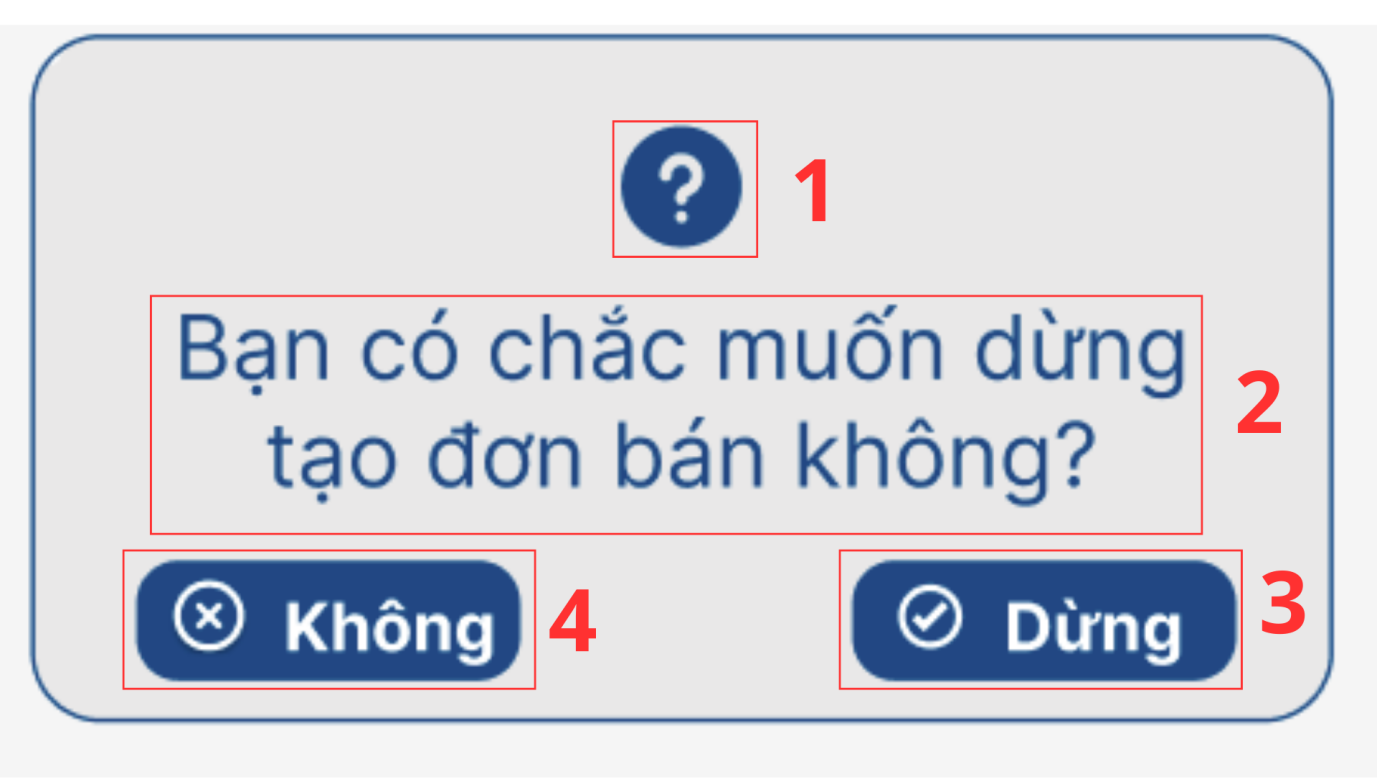 ?
1
Bạn có chắc muốn dừng
tạo đơn bán không?
2
Không
4
Dừng
3